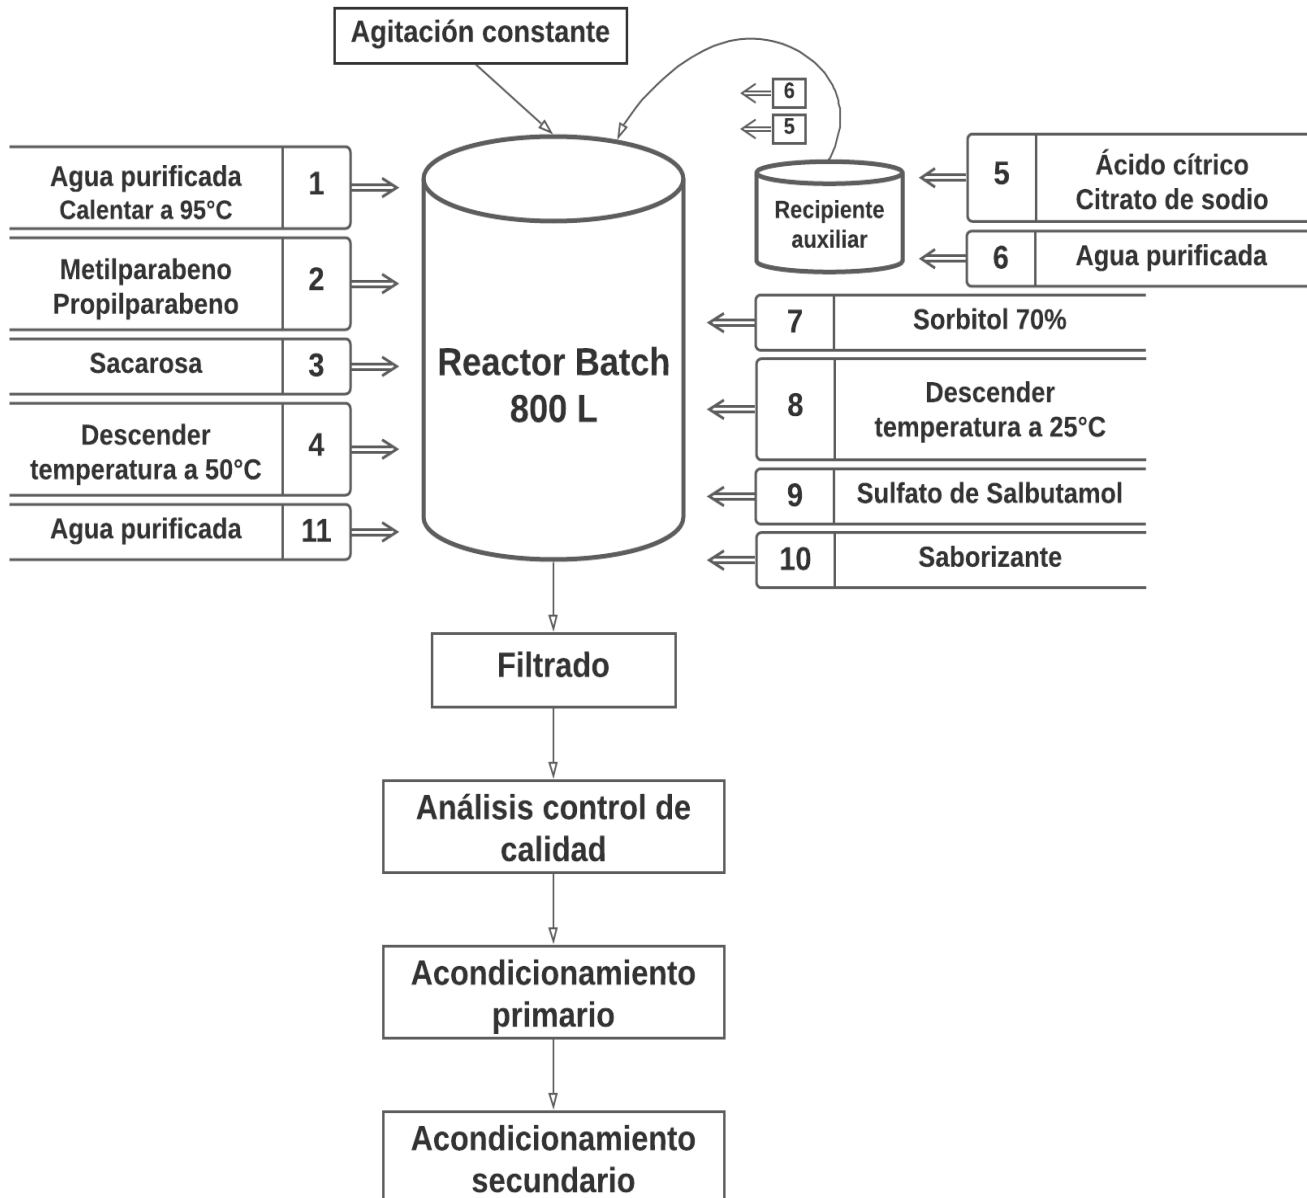 Agitación constante
6
5
Agua purificada
Calentar a 95°C
1
Metilparabeno
Propilparabeno
2
Sacarosa
3
Descender
temperatura a 50°C
4
Agua purificada
11
Reactor Batch
800 L
Recipiente
auxiliar
5
Ácido cítrico
Citrato de sodio
6
Agua purificada
7
Sorbitol 70%
8
Descender
temperatura a 25°C
9
Sulfato de Salbutamol
10
Saborizante
Filtrado
Análisis control de
calidad
Acondicionamiento
primario
Acondicionamiento
secundario